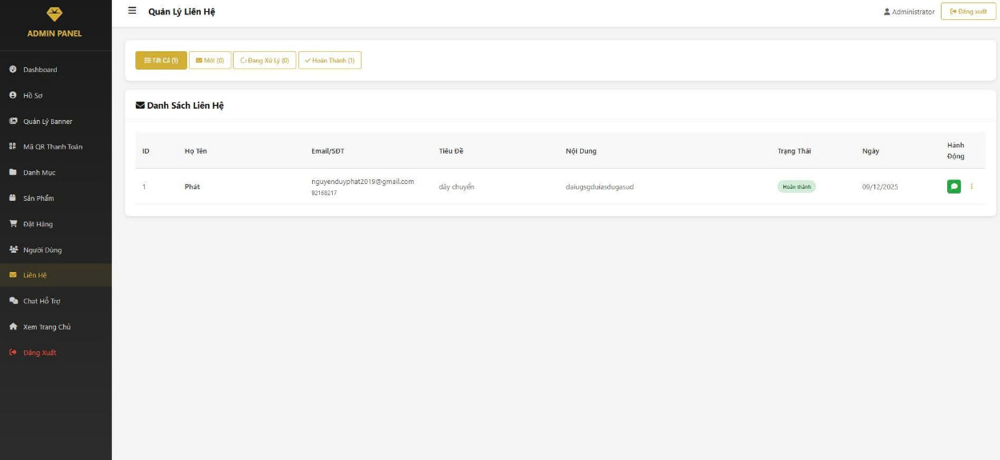 ADMIN PANEL
Dashboard
Hồ Sơ
Quản Lý Banner
Mã QR Thanh Toán
Danh Mục
Sản Phẩm
Đặt Hàng
Người Dùng
Liên Hệ
Chat Hỗ Trợ
Xem Trang Chủ
Đăng Xuất
Quản Lý Liên Hệ
Administrator
Đăng xuất
Tất Cả (1)
Mới (0)
Đang Xử Lý (0)
Hoàn Thành (1)
Danh Sách Liên Hệ
ID Họ Tên Email/SĐT Tiêu Đề Nội Dung Trạng Thái Ngày Hành Động
1 Phát nguyenduyphat2019@gmail.com dây chuyền daiugsgduiasdugasud Hoàn thành 09/12/2025
92168217